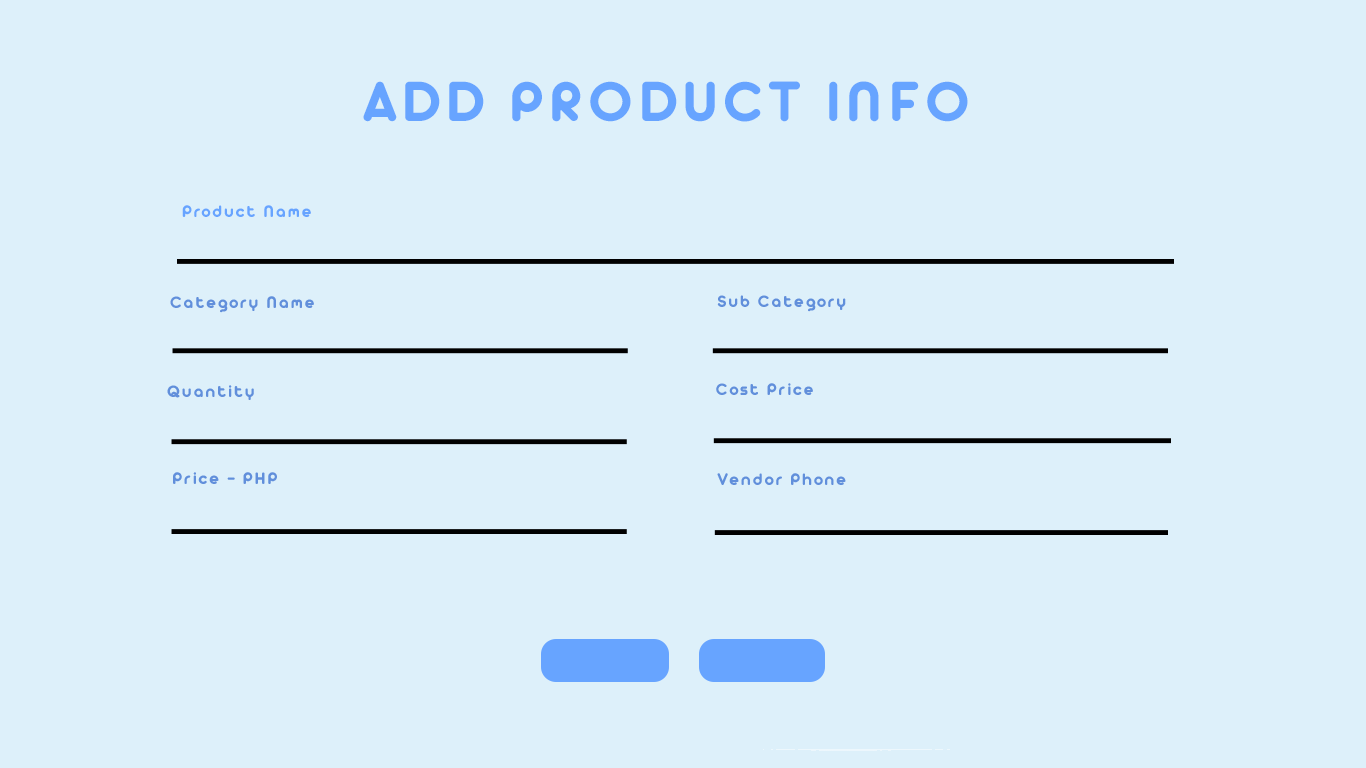 ADD PRODUCT INFO
Product Name
Category Name
Sub Category
Quantity
Cost Price
Price - PHP
Vendor Phone